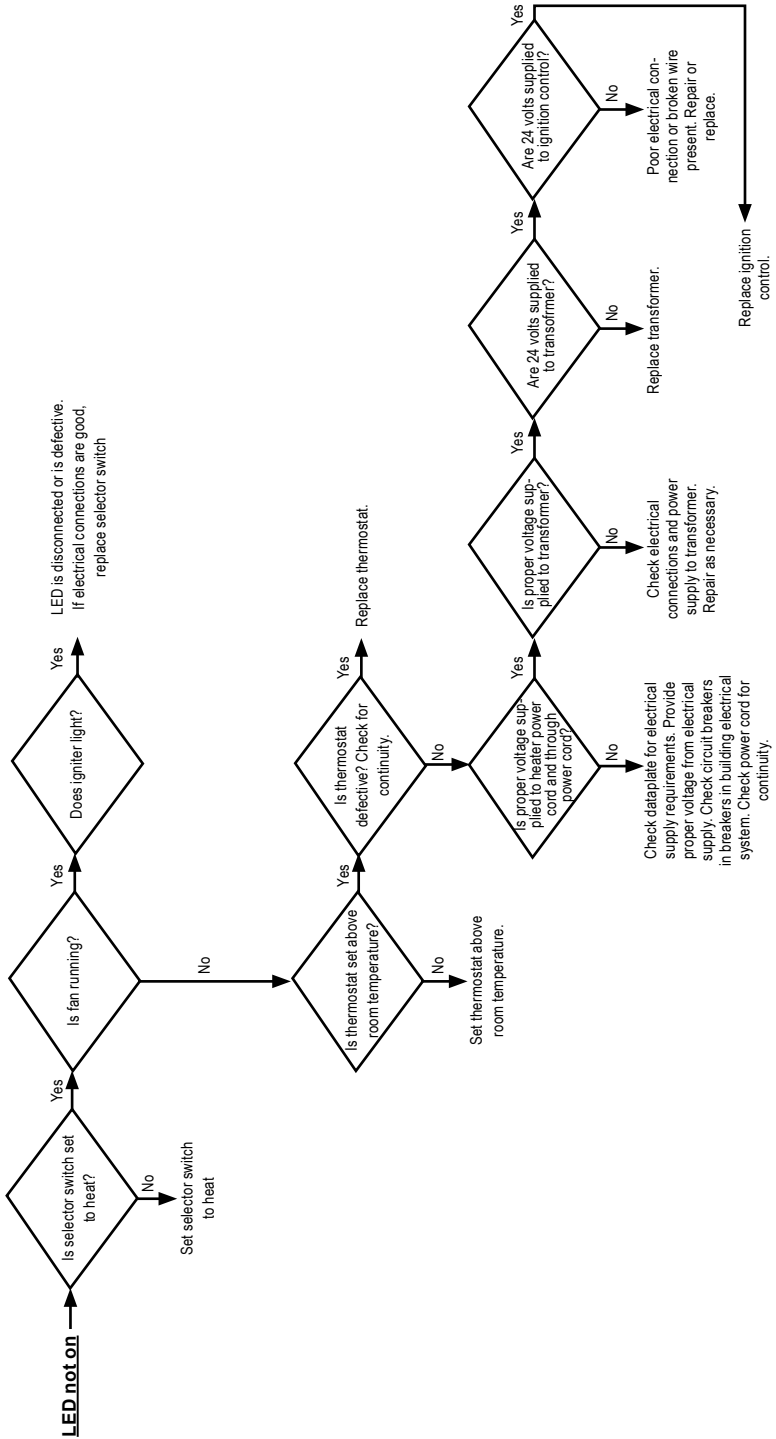 LED not on
Is selector switch set
to heat?
Yes
No
Set selector switch
to heat
Is fan running?
Yes
No
Does igniter light?
Yes
LED is disconnected or is defective.
If electrical connections are good,
replace selector switch
Is thermostat set above
room temperature?
Yes
No
Set thermostat above
room temperature.
Is thermostat
defective? Check for
continuity.
Yes
Replace thermostat.
No
Is proper voltage sup-
plied to heater power
cord and through
power cord?
Yes
No
Check dataplate for electrical
supply requirements. Provide
proper voltage from electrical
supply. Check circuit breakers
in breakers in building electrical
system. Check power cord for
continuity.
Is proper voltage sup-
plied to transformer?
Yes
No
Check electrical
connections and power
supply to transformer.
Repair as necessary.
Are 24 volts supplied
to transofrmer?
Yes
No
Replace transformer.
Are 24 volts supplied
to ignition control?
Yes
No
Poor electrical con-
nection or broken wire
present. Repair or
replace.
Replace ignition
control.